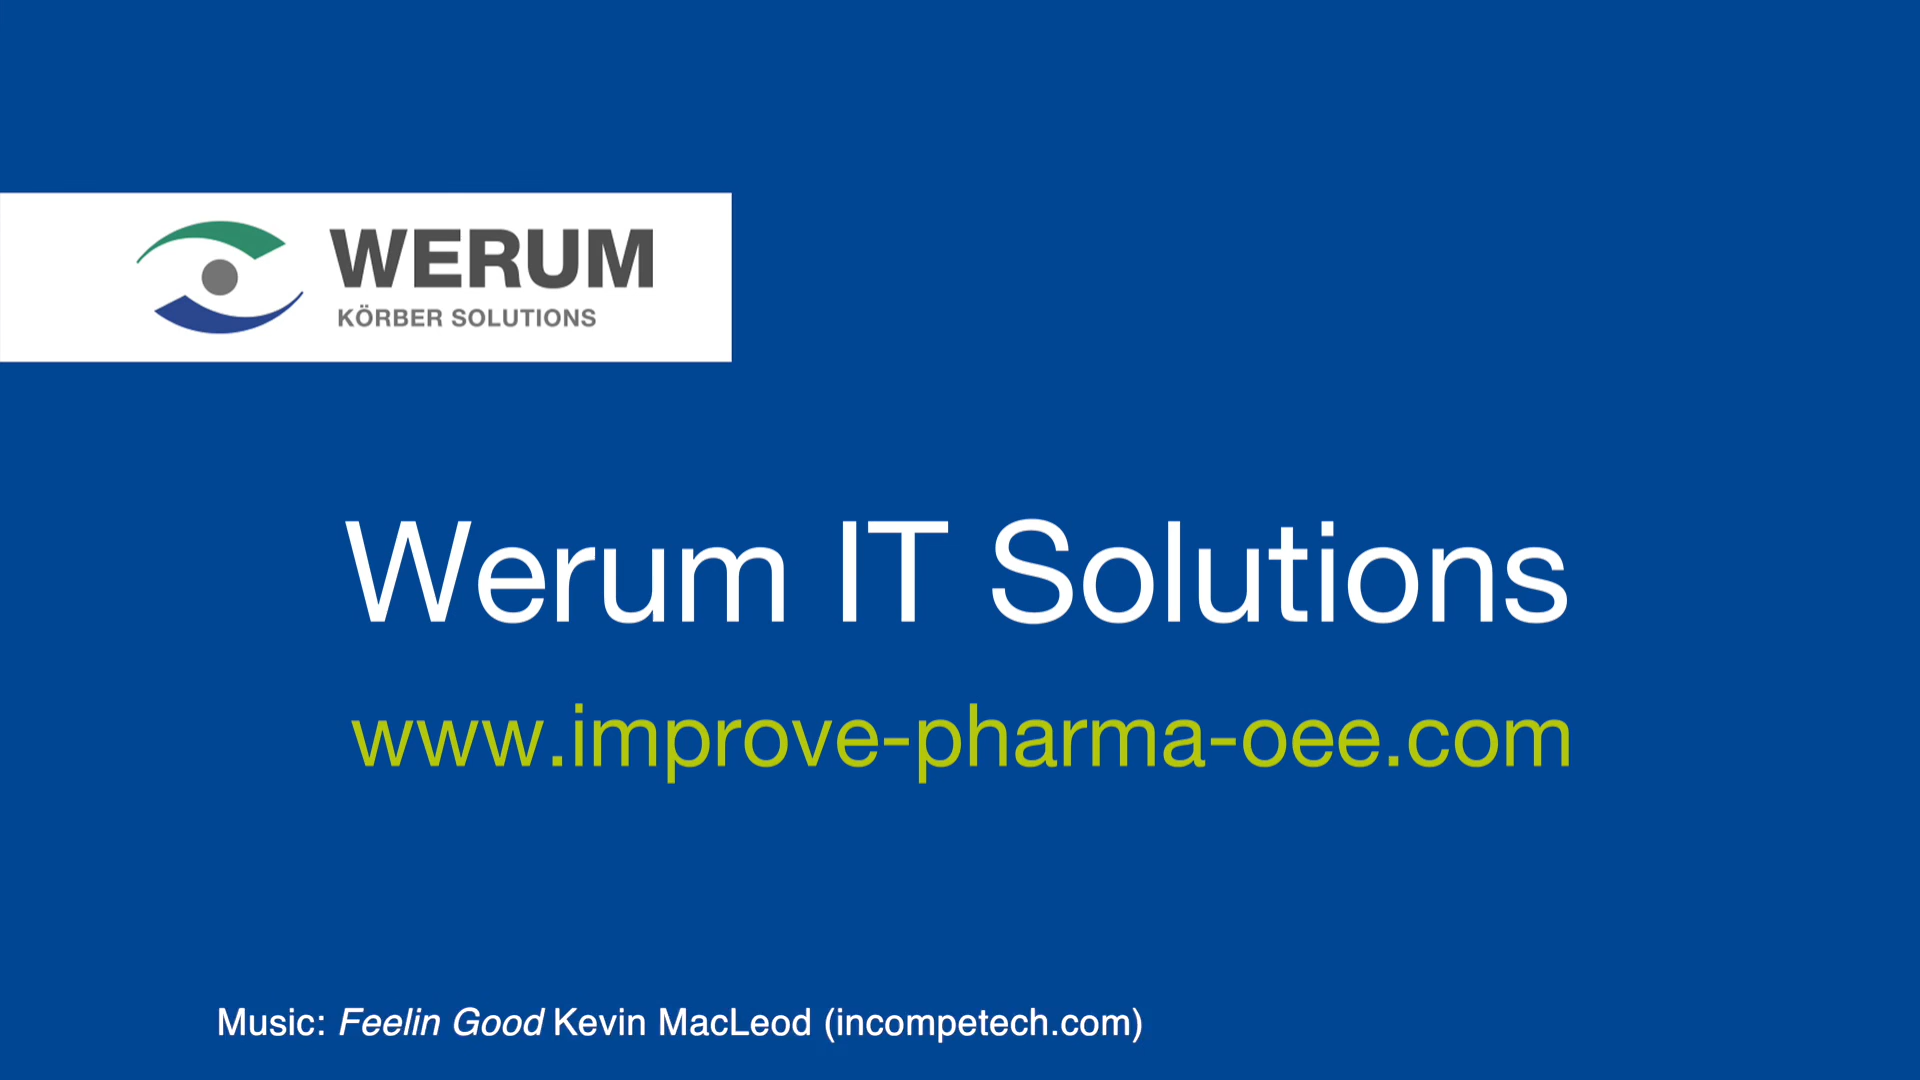 WERUM
KÖRBER SOLUTIONS
Werum IT Solutions
www.improve-pharma-oee.com
Music: Feelin Good Kevin MacLeod (incompetech.com)